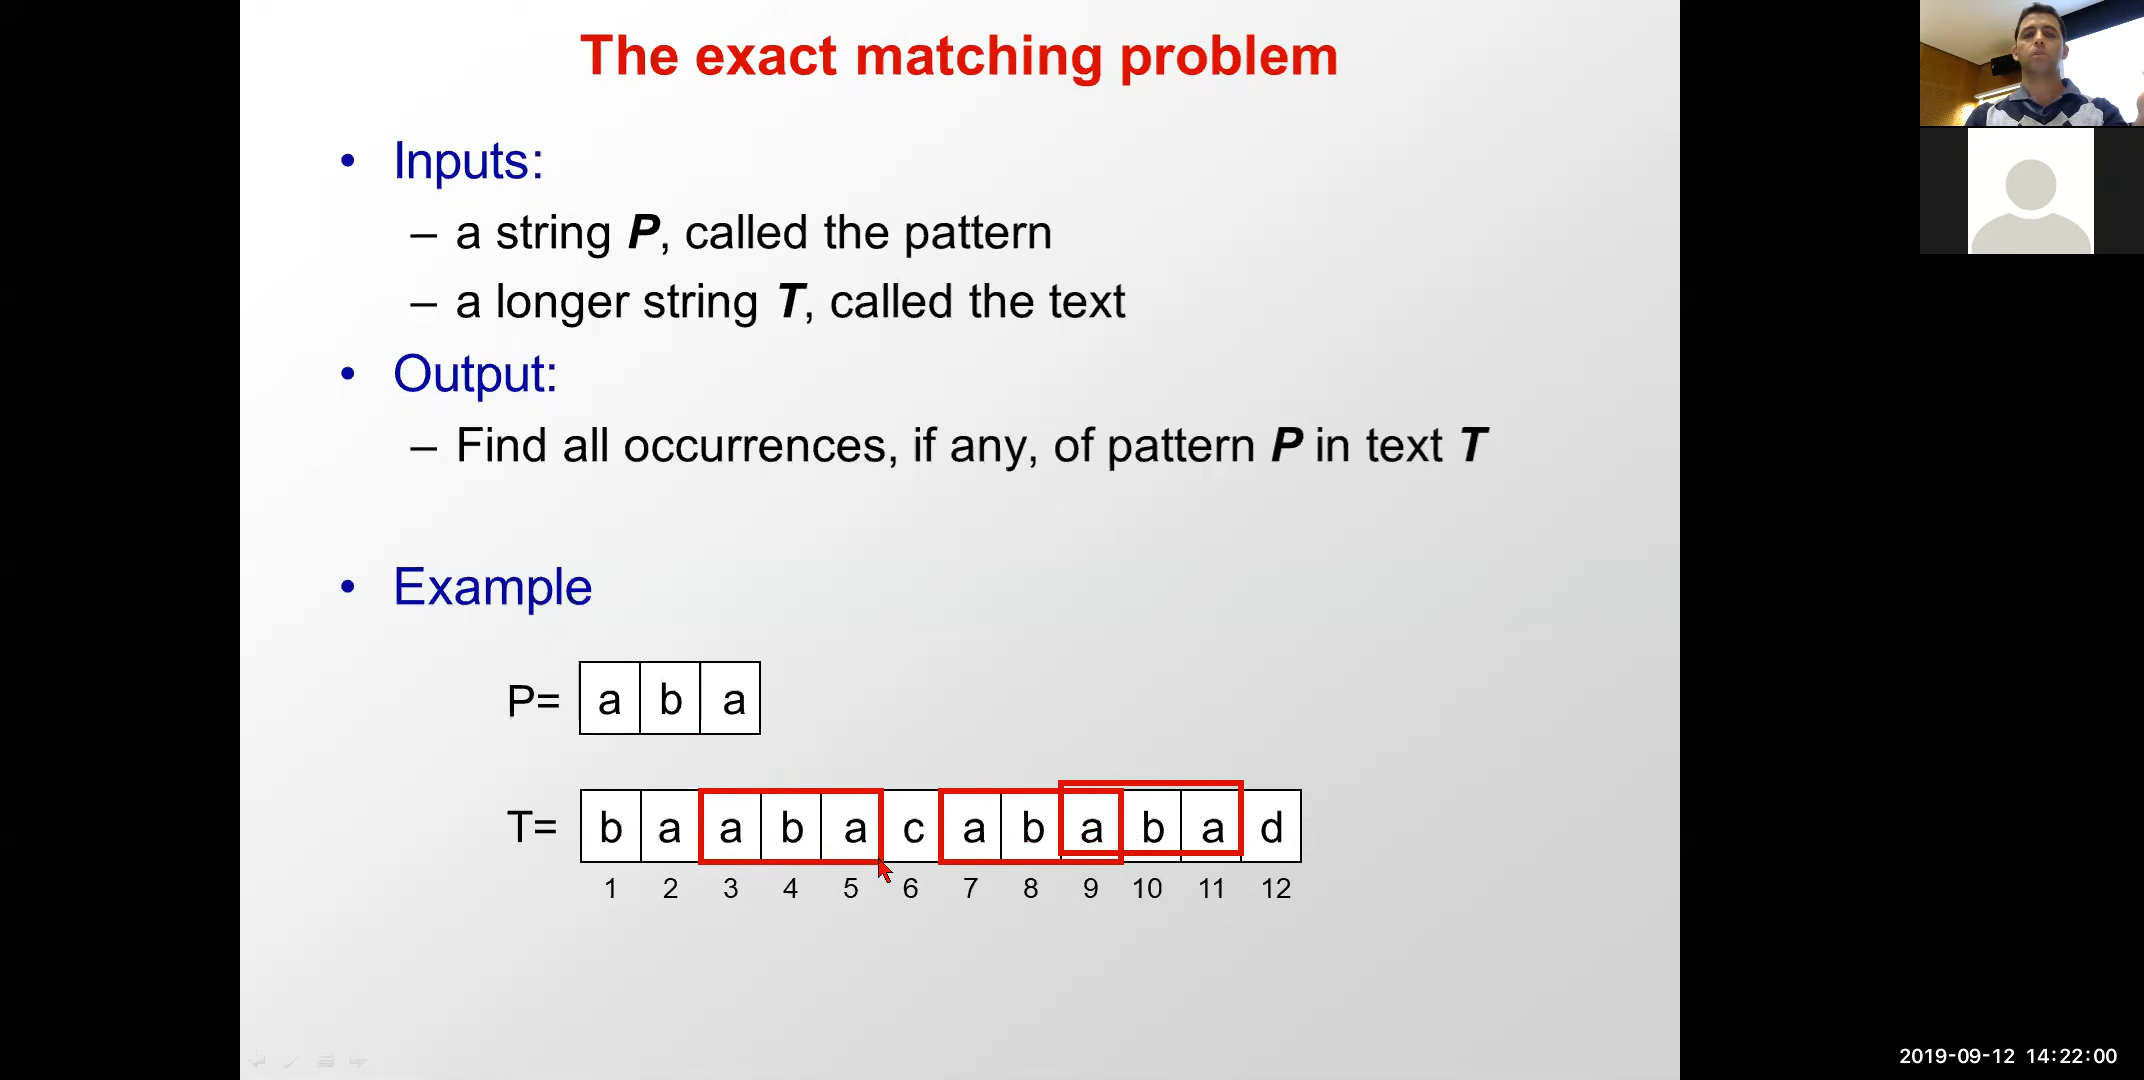 The exact matching problem
• Inputs:
– a string P, called the pattern
– a longer string T, called the text
• Output:
– Find all occurrences, if any, of pattern P in text T
• Example
P= a b a
T= b a a b a c a b a b a d
1 2 3 4 5 6 7 8 9 10 11 12
2019-09-12 14:22:00